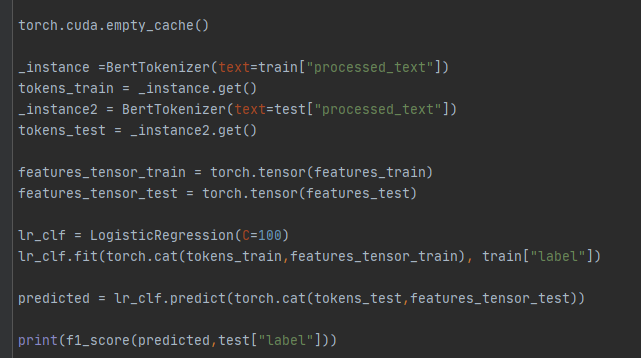 torch.cuda.empty_cache()
_instance =BertTokenizer(text=train["processed_text"])
tokens_train = _instance.get()
_instance2 = BertTokenizer(text=test["processed_text"])
tokens_test = _instance2.get()
features_tensor_train = torch.tensor(features_train)
features_tensor_test = torch.tensor(features_test)
lr_clf = LogisticRegression(C=100)
lr_clf.fit(torch.cat(tokens_train,features_tensor_train), train["label"])
predicted = lr_clf.predict(torch.cat(tokens_test,features_tensor_test))
print(f1_score(predicted,test["label"]))